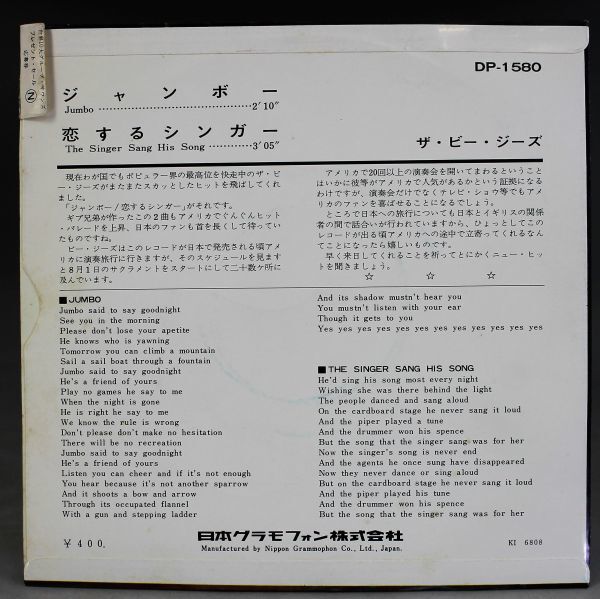 DP-1580
ジャンボー
Jumbo ……………………………………2'10"
恋するシンガー
The Singer Sang His Song …………3'05"
ザ・ビー・ジーズ
現在わが国でもポピュラー界の最高位を快走中のザ・ビ
ー・ジーズがまたまたスカッとしたヒットを飛ばしてくれ
ました。
「ジャンボー/恋するシンガー」がそれです。
ギブ兄弟が作ったこの2曲もアメリカでぐんぐんヒット
・パレードを上昇、日本のファンも首を長くして待ってい
たものですね。
ビー・ジーズはこのレコードが日本で発売される頃アメ
リカに演奏旅行に行きますが、そのスケジュールを見ます
と8月1日のサクラメントをスタートにして二十数ケ所に
及んでいます。
アメリカで20回以上の演奏会を開いてまわるということ
はいかに彼等がアメリカで人気があるかという証拠になる
わけですが、演奏会だけでなくテレビ・ショウ等でもアメ
リカのファンを喜ばせることになるでしょう。
ところで日本への旅行についても日本とイギリスの関係
者の間で話合いが行われていますから、ひょっとしてこの
レコードが出る頃アメリカへの途中で立寄ってくれるなん
てことになったら嬉しいものです。
早く来日してくれることを祈ってとにかくニュー・ヒッ
トを聞きましょう。
☆ ☆ ☆
■JUMBO
Jumbo said to say goodnight
See you in the morning
Please don't lose your apetite
He knows who is yawning
Tomorrow you can climb a mountain
Sail a sail boat through a fountain
Jumbo said to say goodnight
He's a friend of yours
Play no games he say to me
When the night is gone
He is right he say to me
We know the rule is wrong
Don't please don't make no hesitation
There will be no recreation
Jumbo said to say goodnight
He's a friend of yours
Listen you can cheer and if it's not enough
You hear because it's not another sparrow
And it shoots a bow and arrow
Through its occupated flannel
With a gun and stepping ladder
And its shadow mustn't hear you
You mustn't listen with your ear
Though it gets to you
Yes yes yes yes yes yes yes yes yes yes yes
■THE SINGER SANG HIS SONG
He'd sing his song most every night
Wishing she was there behind the light
The people danced and sang aloud
On the cardboard stage he never sang it loud
And the piper played a tune
And the drummer won his spence
But the song that the singer sang was for her
Now the singer's song is never end
And the agents he once sung have disappeared
Now they never dance or sing aloud
But on the cardboard stage he never sang it loud
And the piper played his tune
And the drummer won his spence
But the song that the singer sang was for her
¥400.
日本グラモフォン株式会社
Manufactured by Nippon Grammophon Co., Ltd., Japan.
KI 6808